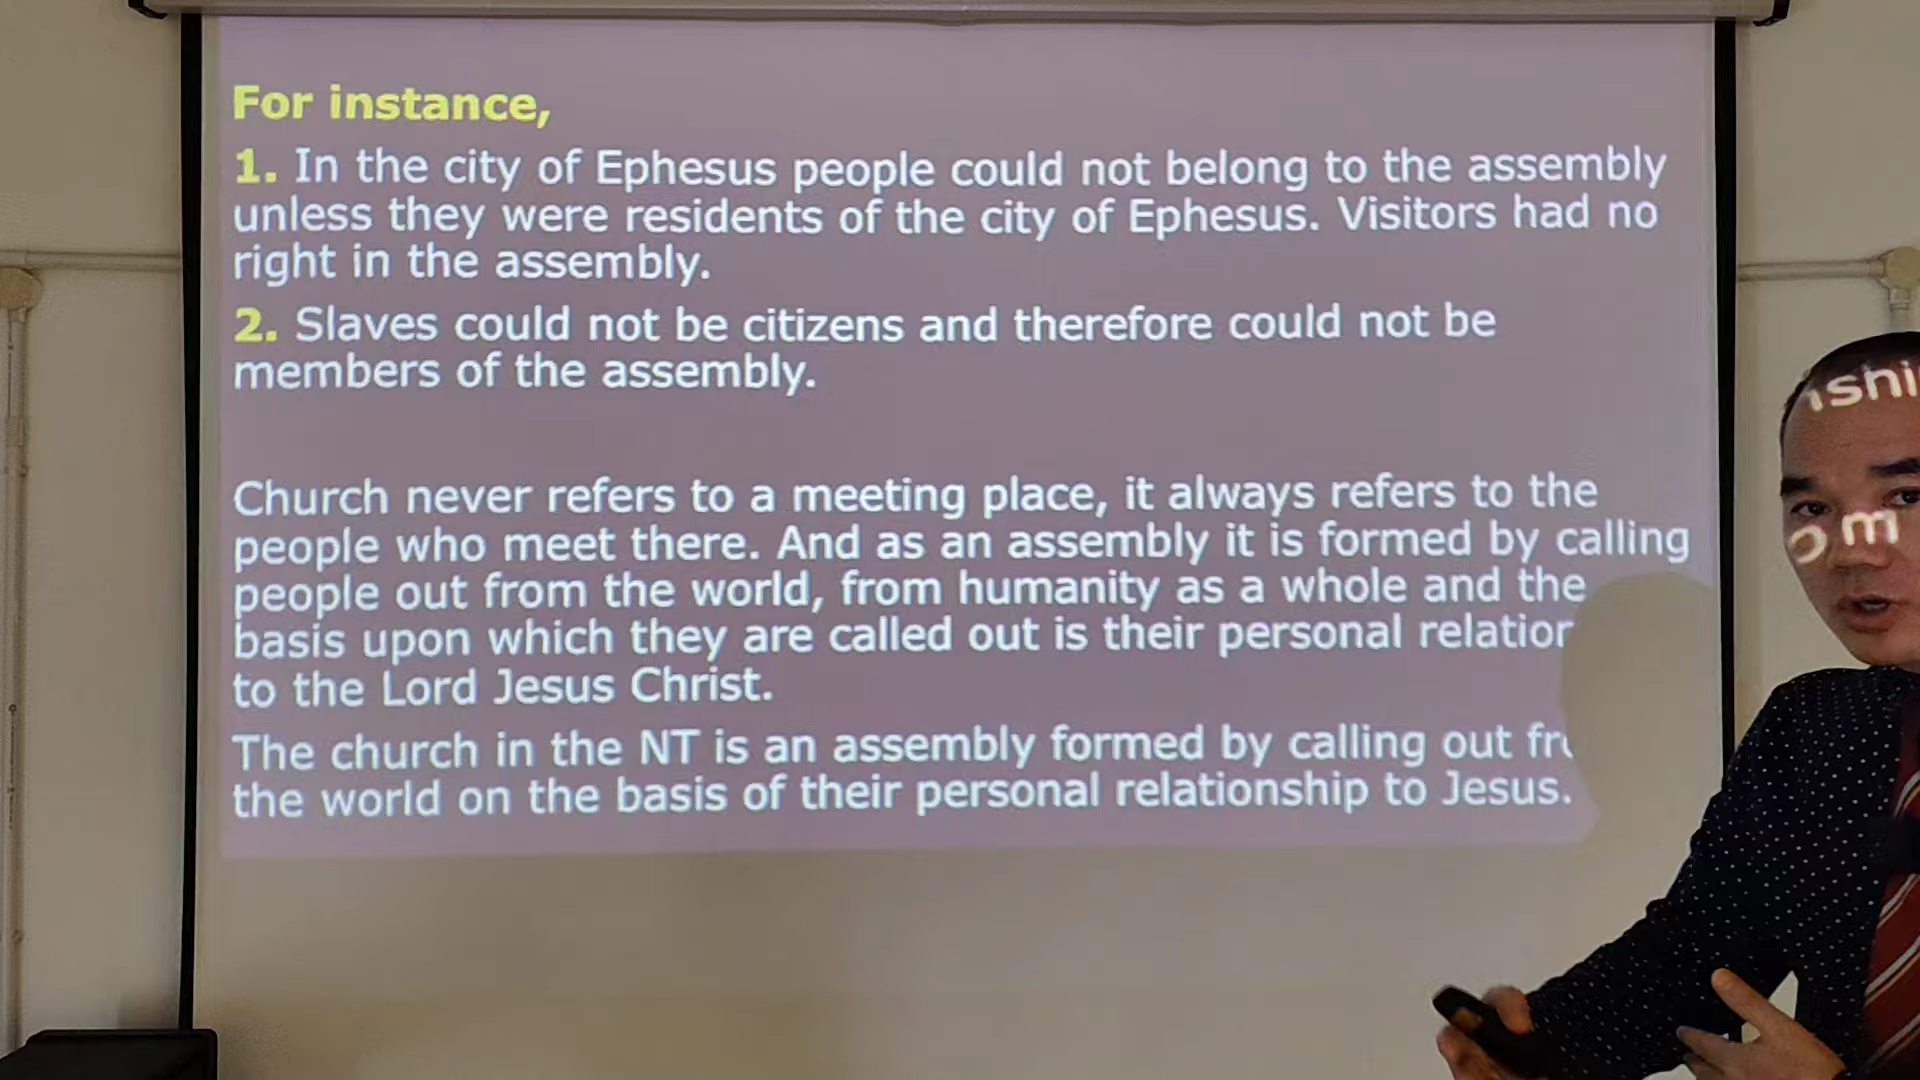 For instance,
1. In the city of Ephesus people could not belong to the assembly
unless they were residents of the city of Ephesus. Visitors had no
right in the assembly.
2. Slaves could not be citizens and therefore could not be
members of the assembly.
Church never refers to a meeting place, it always refers to the
people who meet there. And as an assembly it is formed by calling
people out from the world, from humanity as a whole and the
basis upon which they are called out is their personal relation
to the Lord Jesus Christ.
The church in the NT is an assembly formed by calling out fr
the world on the basis of their personal relationship to Jesus.
shi
om